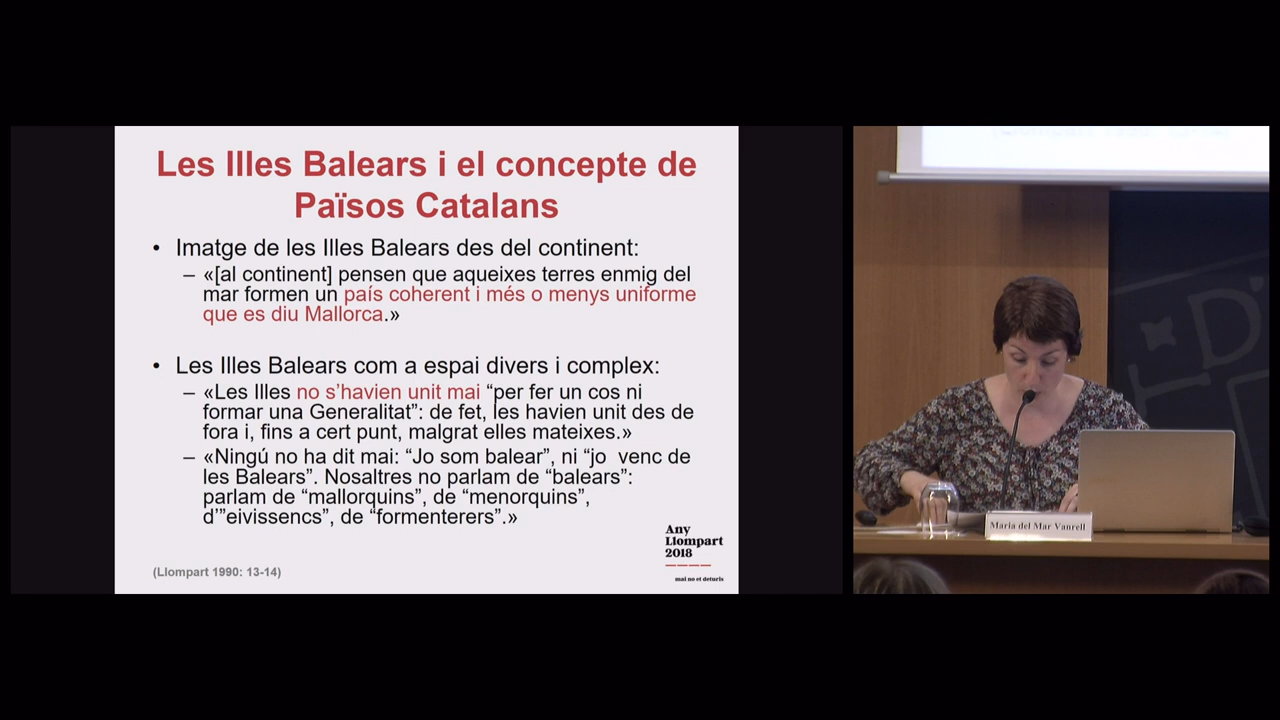 Les Illes Balears i el concepte de
Països Catalans
• Imatge de les Illes Balears des del continent:
– «[al continent] pensen que aqueixes terres enmig del
mar formen un país coherent i més o menys uniforme
que es diu Mallorca.»
• Les Illes Balears com a espai divers i complex:
– «Les Illes no s’havien unit mai “per fer un cos ni
formar una Generalitat”: de fet, les havien unit des de
fora i, fins a cert punt, malgrat elles mateixes.»
– «Ningú no ha dit mai: “Jo som balear”, ni “jo venc de
les Balears”. Nosaltres no parlam de “balears”:
parlam de “mallorquins”, de “menorquins”,
d’”eivissencs”, de “formenterers”.»
(Llompart 1990: 13-14)
Any
Llompart
2018
mai no et deturis
Maria del Mar Vanrell
D'